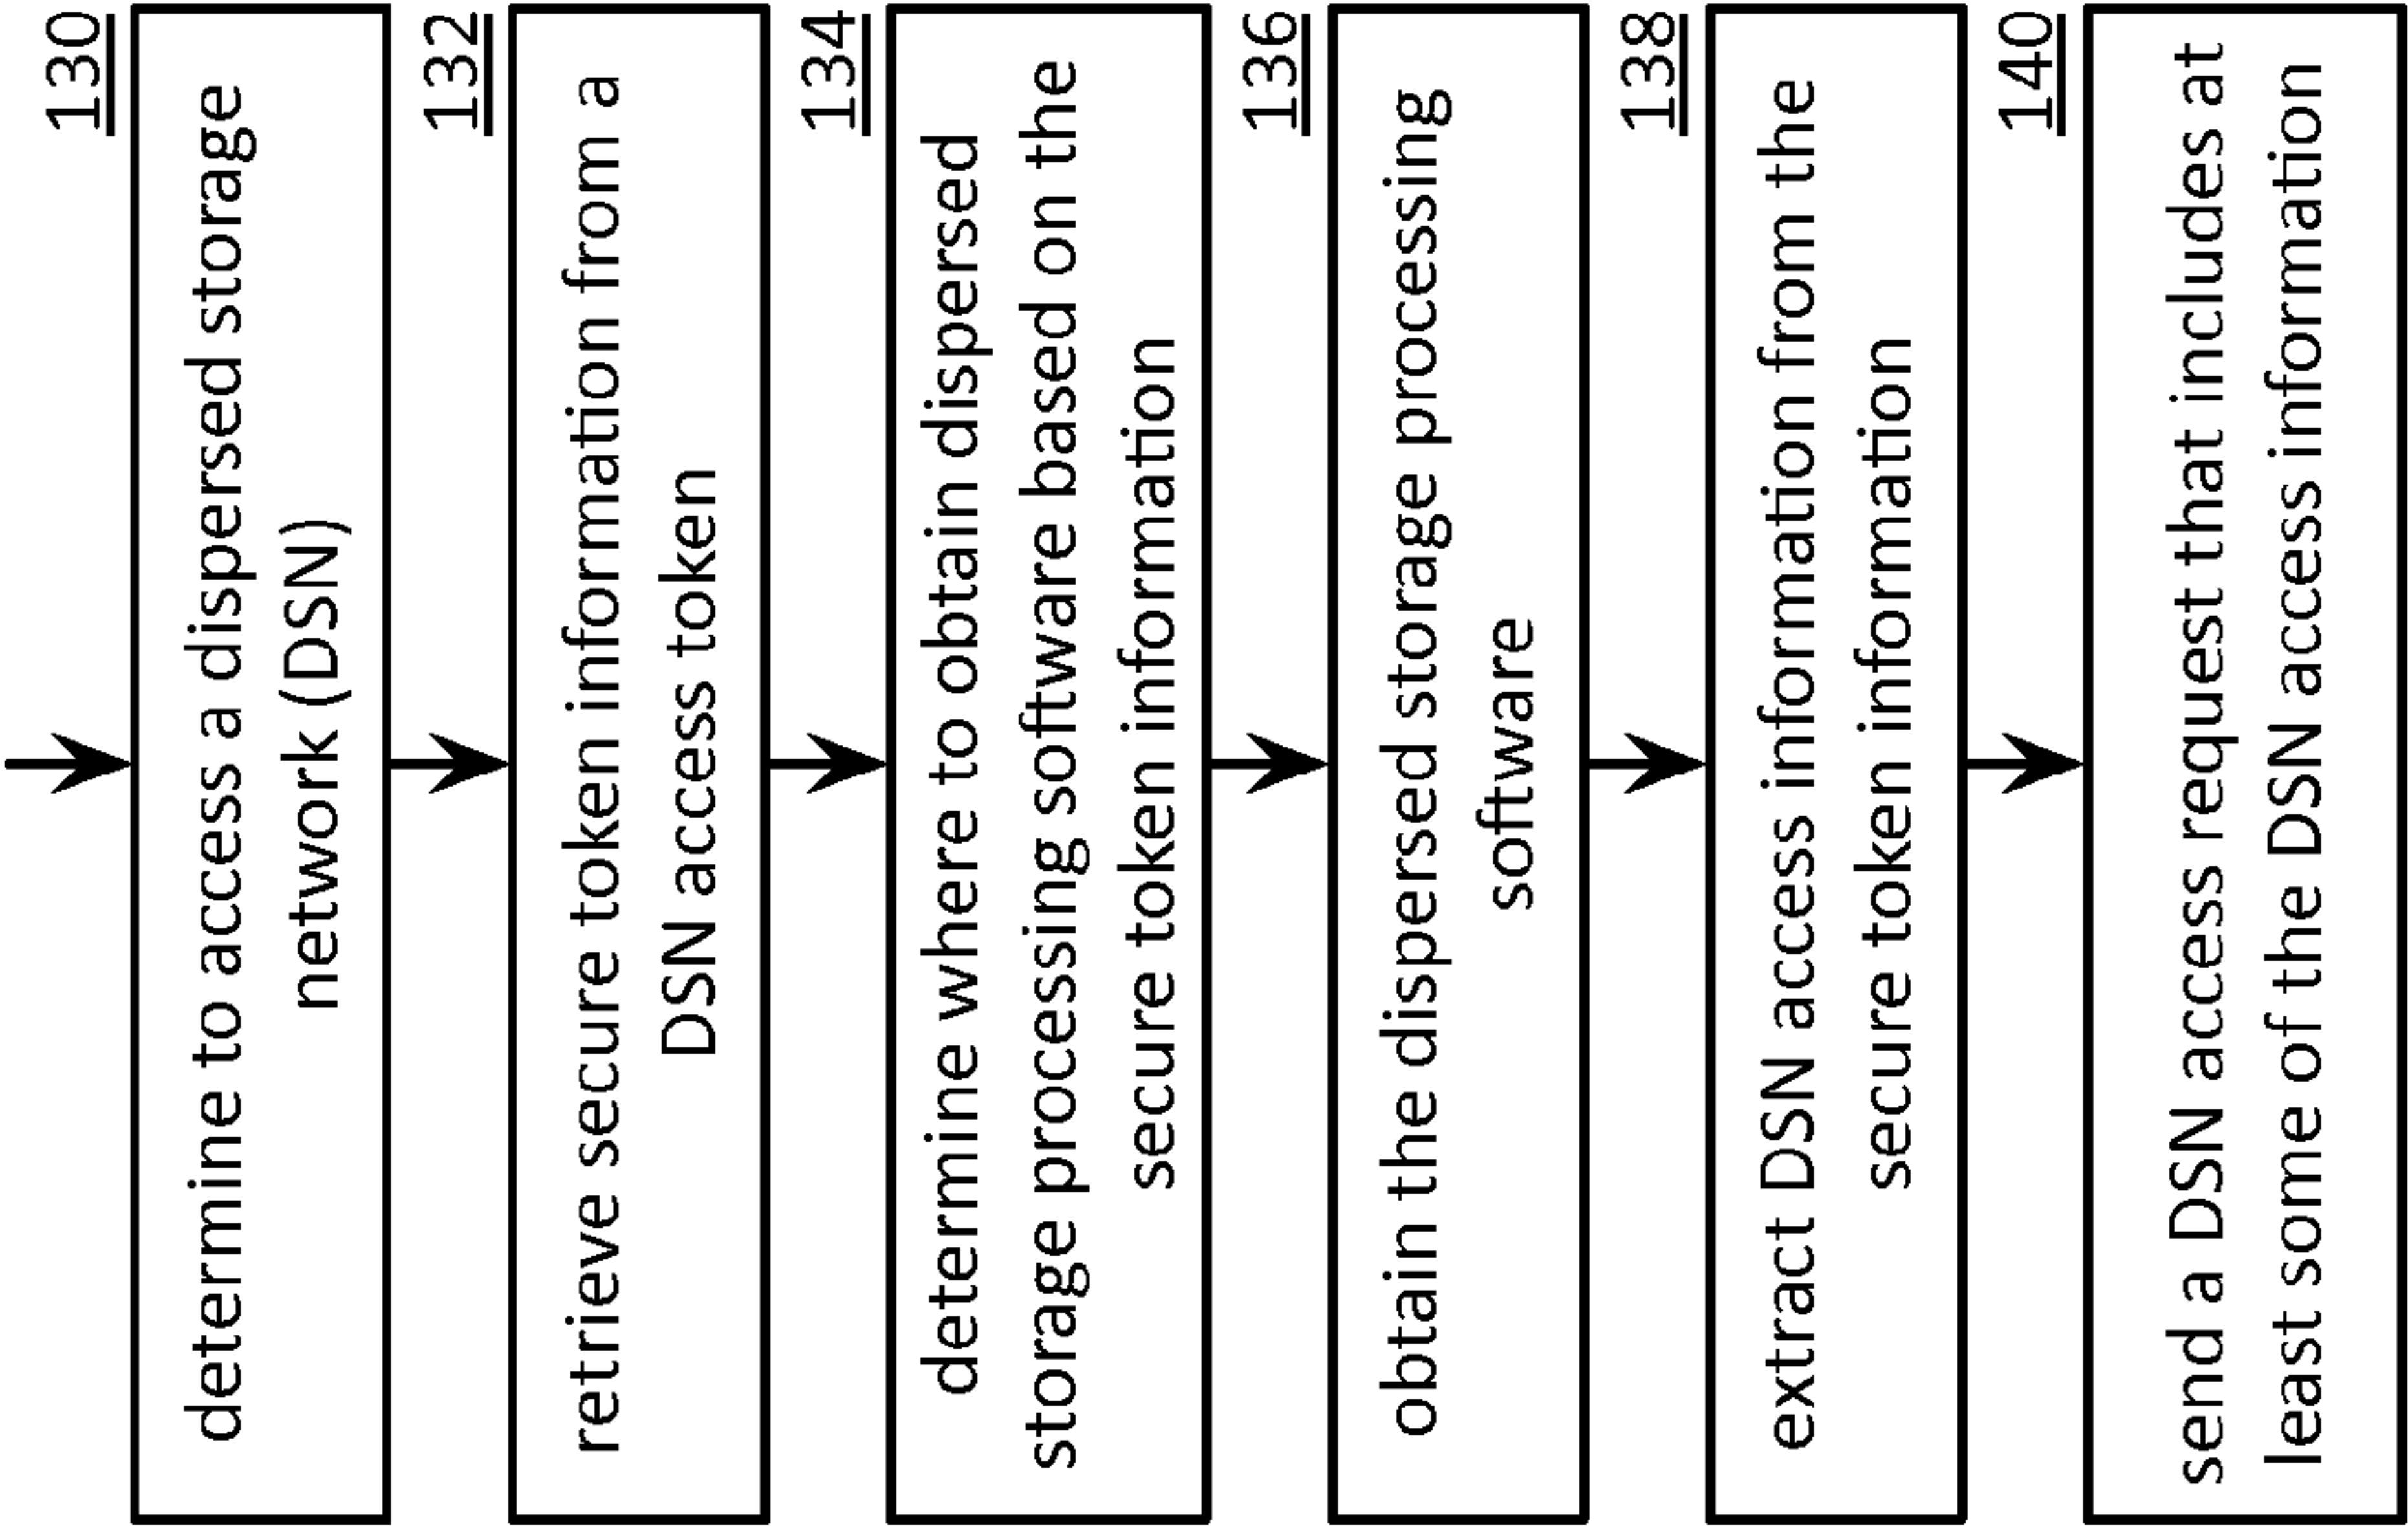 130
determine to access a dispersed storage
network (DSN)
132
retrieve secure token information from a
DSN access token
134
determine where to obtain dispersed
storage processing software based on the
secure token information
136
obtain the dispersed storage processing
software
138
extract DSN access information from the
secure token information
140
send a DSN access request that includes at
least some of the DSN access information